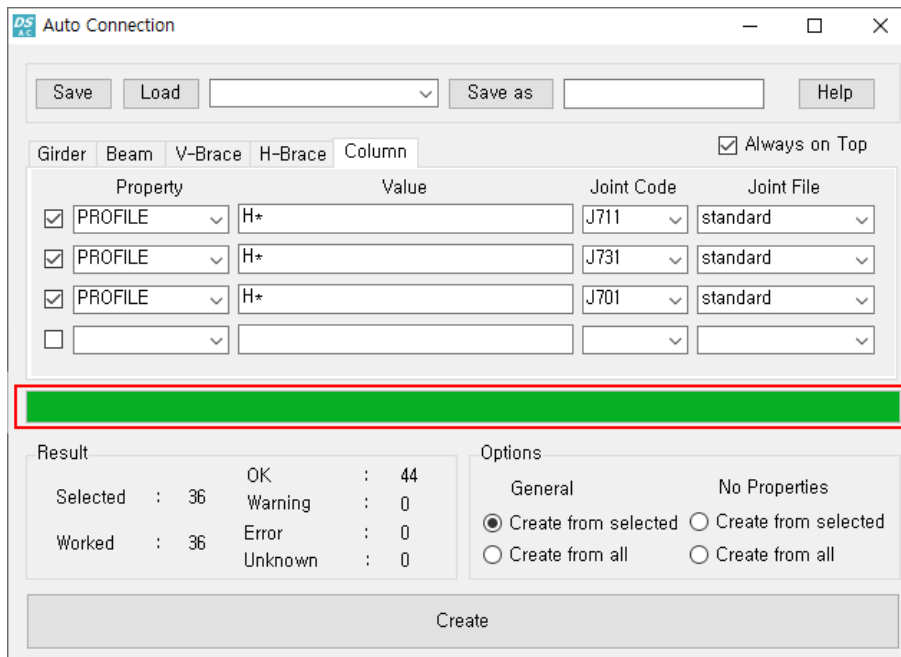 DS AC Auto Connection
Save Load Save as Help
Girder Beam V-Brace H-Brace Column Always on Top
Property Value Joint Code Joint File
PROFILE H* J711 standard
PROFILE H* J731 standard
PROFILE H* J701 standard
Result
Selected : 36
Worked : 36
OK : 44
Warning : 0
Error : 0
Unknown : 0
Options
General No Properties
Create from selected Create from selected
Create from all Create from all
Create